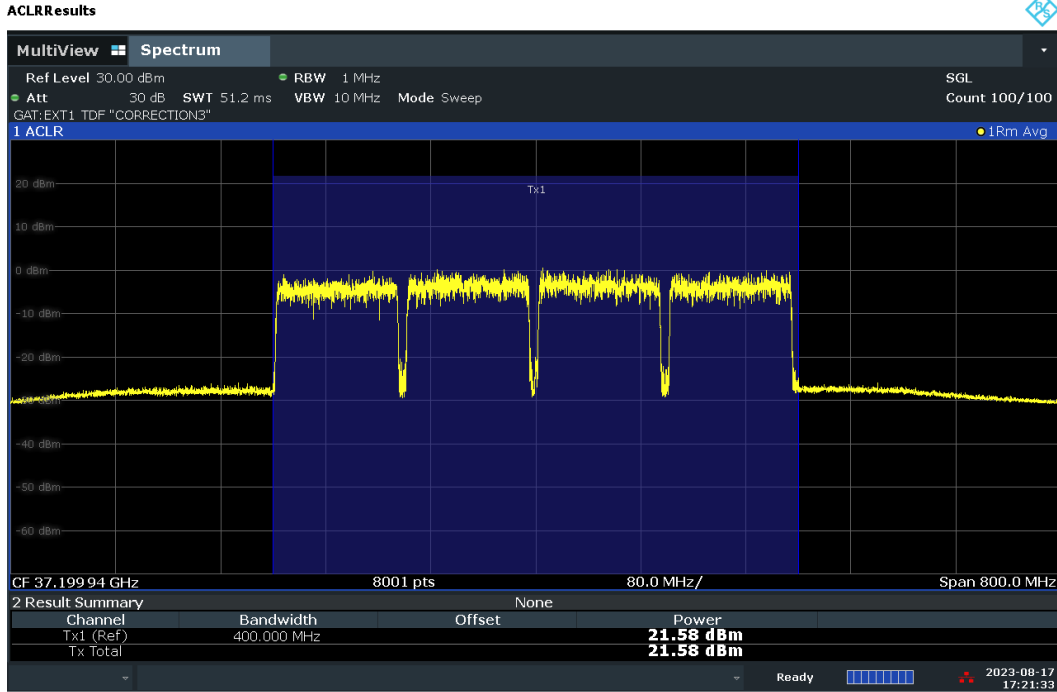 ACLRResults
R S
MultiView Spectrum
Ref Level 30.00 dBm RBW 1 MHz SGL
Att 30 dB SWT 51.2 ms VBW 10 MHz Mode Sweep Count 100/100
GAT:EXT1 TDF "CORRECTION3"
1 ACLR 1Rm Avg
20 dBm
Tx1
10 dBm
0 dBm
-10 dBm
-20 dBm
-30 dBm
-40 dBm
-50 dBm
-60 dBm
CF 37.19994 GHz 8001 pts 80.0 MHz/ Span 800.0 MHz
2 Result Summary None
Channel Bandwidth Offset Power
Tx1 (Ref) 400.000 MHz 21.58 dBm
Tx Total 21.58 dBm
Ready 2023-08-17
17:21:33